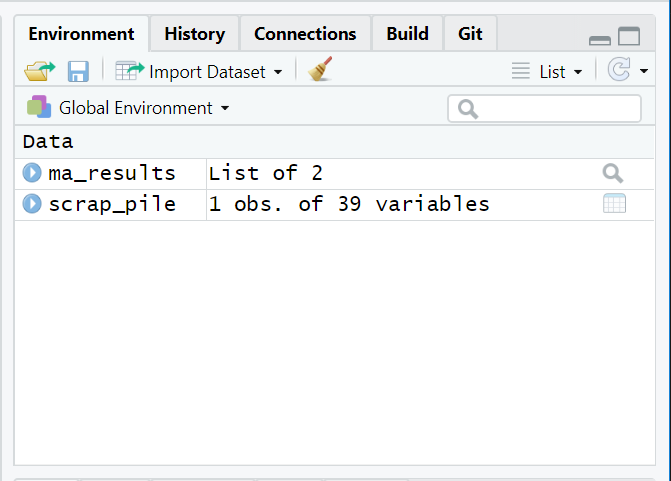 Environment History Connections Build Git
Import Dataset List
Global Environment
Data
ma_results List of 2
scrap_pile 1 obs. of 39 variables